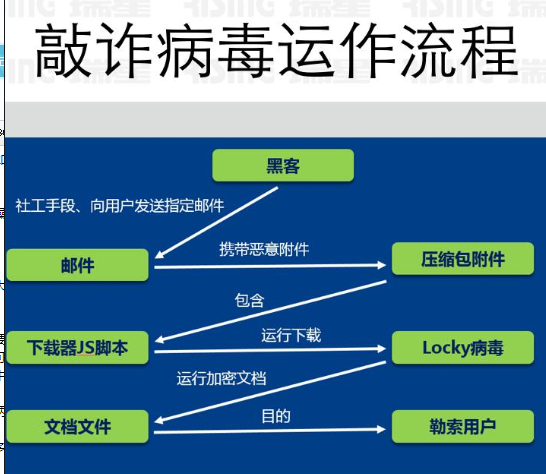 敲诈病毒运作流程
黑客
社工手段、向用户发送指定邮件
邮件
携带恶意附件
压缩包附件
包含
下载器JS脚本
运行下载
Locky病毒
运行加密文档
文档文件
目的
勒索用户